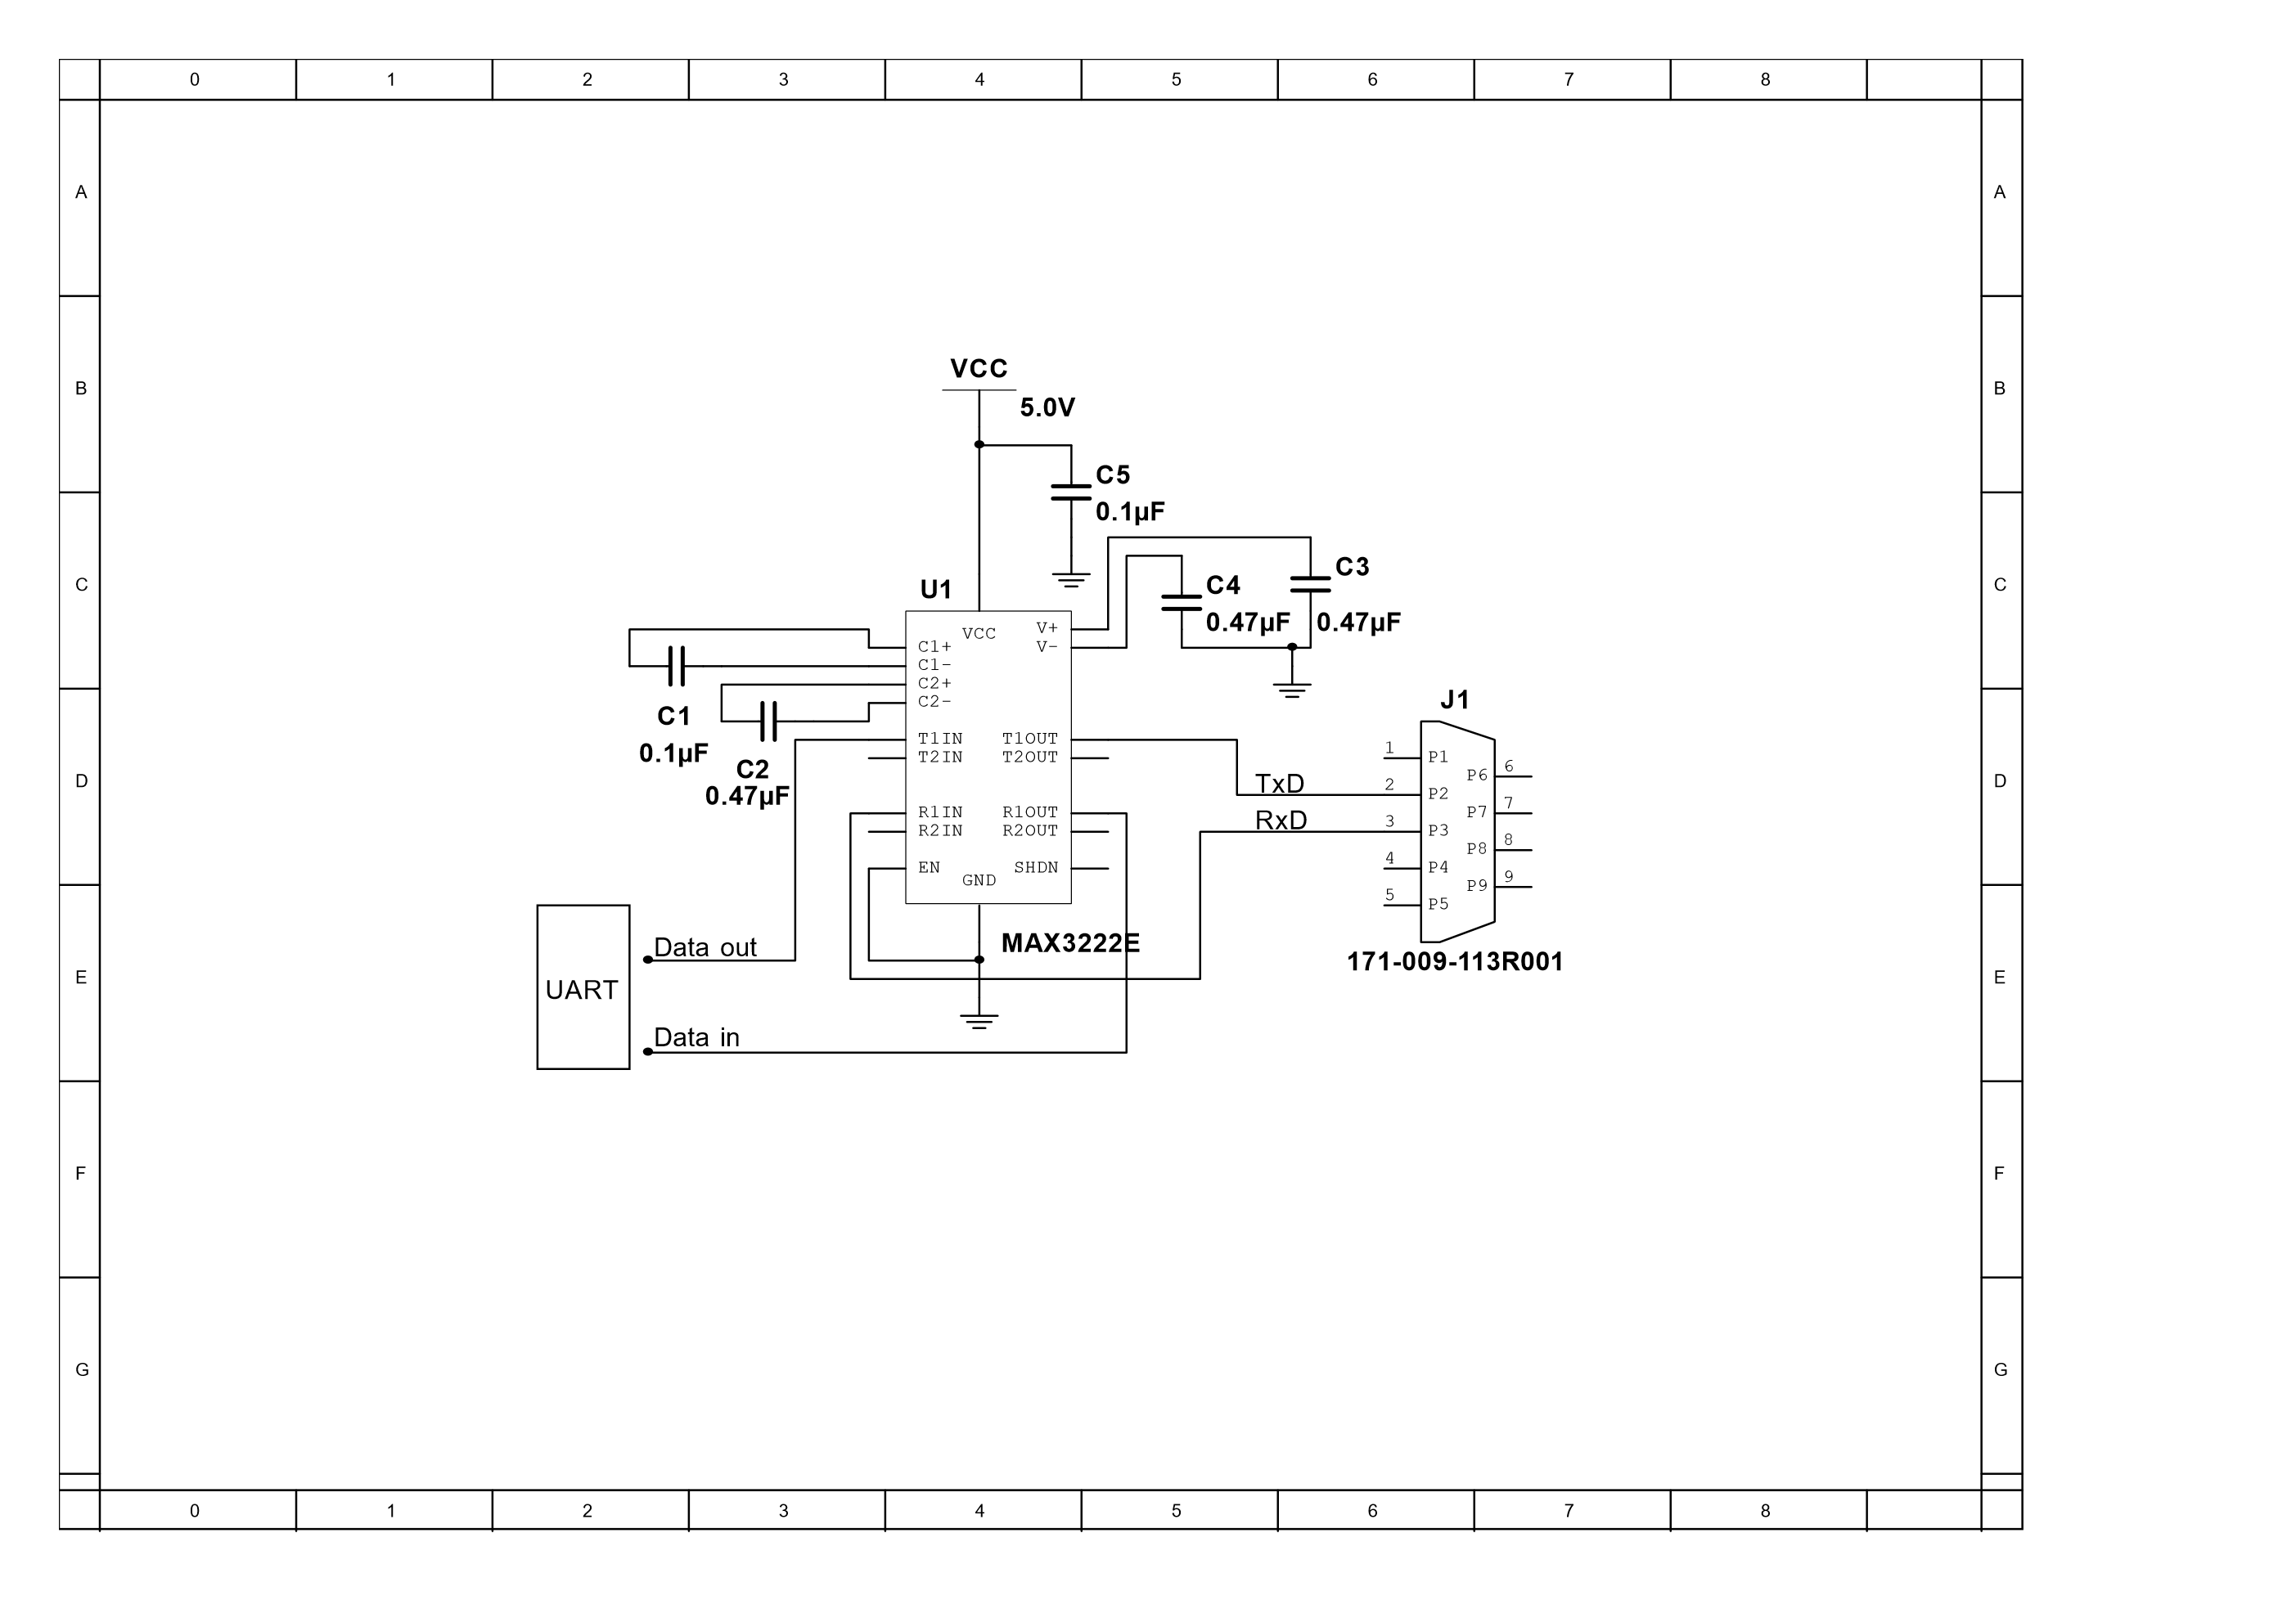 0 1 2 3 4 5 6 7 8
A A
B B
VCC
5.0V
C5
0.1µF
C C
C3
0.47µF
C4
0.47µF
U1
VCC V+
C1+ V-
C1-
C2+
C2-
C1
0.1µF
C2
0.47µF
T1IN T1OUT
T2IN T2OUT
R1IN R1OUT
R2IN R2OUT
EN SHDN
GND
MAX3222E
D D
J1
1 P1
P6 6
TxD 2 P2
P7 7
RxD 3 P3
P8 8
4 P4
P9 9
5 P5
171-009-113R001
E E
UART
Data out
Data in
F F
G G
0 1 2 3 4 5 6 7 8